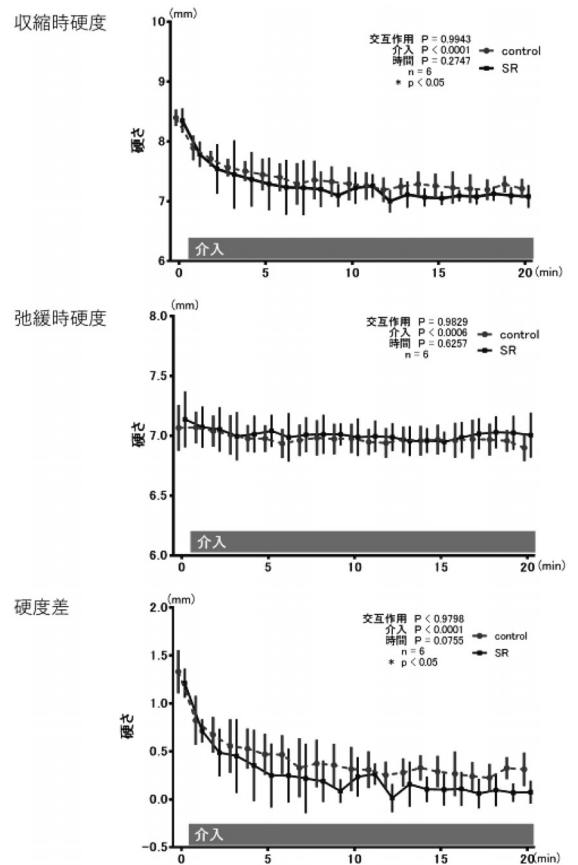 収縮時硬度
(mm)
10
9
8
7
6
硬さ
交互作用 P = 0.9943
介入 P < 0.0001
時間 P = 0.2747
n = 6
* p < 0.05
control
SR
介入
0 5 10 15 20 (min)
弛緩時硬度
(mm)
8.0
7.5
7.0
6.5
6.0
硬さ
交互作用 P = 0.9829
介入 P < 0.0006
時間 P = 0.6257
n = 6
control
SR
介入
0 5 10 15 20 (min)
硬度差
(mm)
2.0
1.5
1.0
0.5
0.0
-0.5
硬さ
交互作用 P < 0.9798
介入 P < 0.0001
時間 P = 0.0755
n = 6
* p < 0.05
control
SR
介入
0 5 10 15 20 (min)